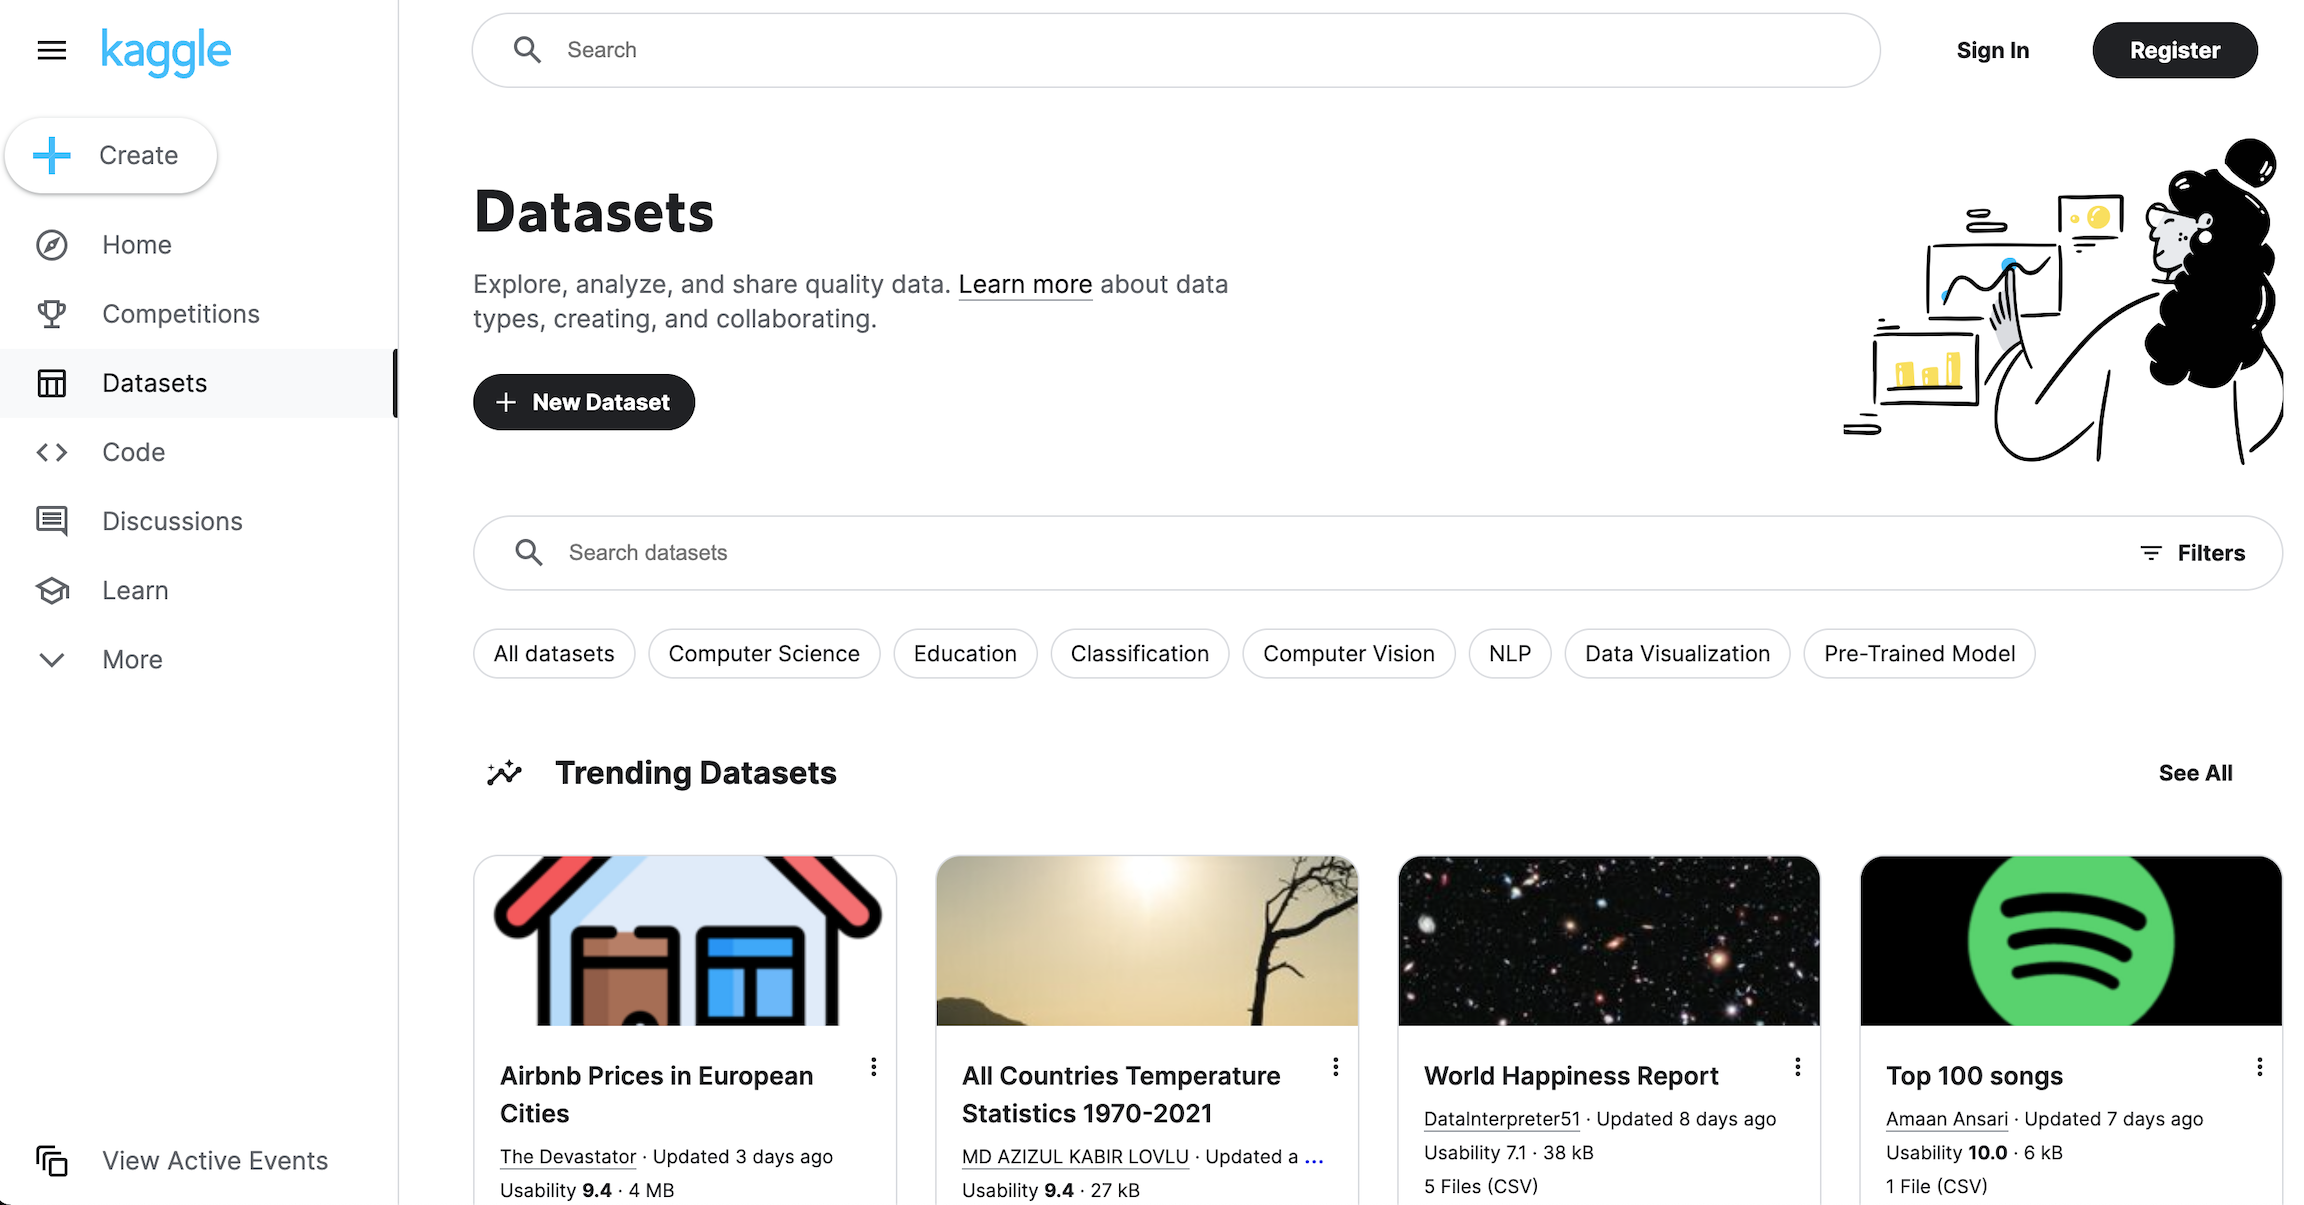 kaggle
Search
Sign In
Register
Create
Home
Competitions
Datasets
Code
Discussions
Learn
More
View Active Events
Datasets
Explore, analyze, and share quality data. Learn more about data
types, creating, and collaborating.
New Dataset
Search datasets
Filters
All datasets
Computer Science
Education
Classification
Computer Vision
NLP
Data Visualization
Pre-Trained Model
Trending Datasets
See All
Airbnb Prices in European
Cities
The Devastator · Updated 3 days ago
Usability 9.4 · 4 MB
All Countries Temperature
Statistics 1970-2021
MD AZIZUL KABIR LOVLU · Updated a ...
Usability 9.4 · 27 kB
World Happiness Report
DataInterpreter51 · Updated 8 days ago
Usability 7.1 · 38 kB
5 Files (CSV)
Top 100 songs
Amaan Ansari · Updated 7 days ago
Usability 10.0 · 6 kB
1 File (CSV)